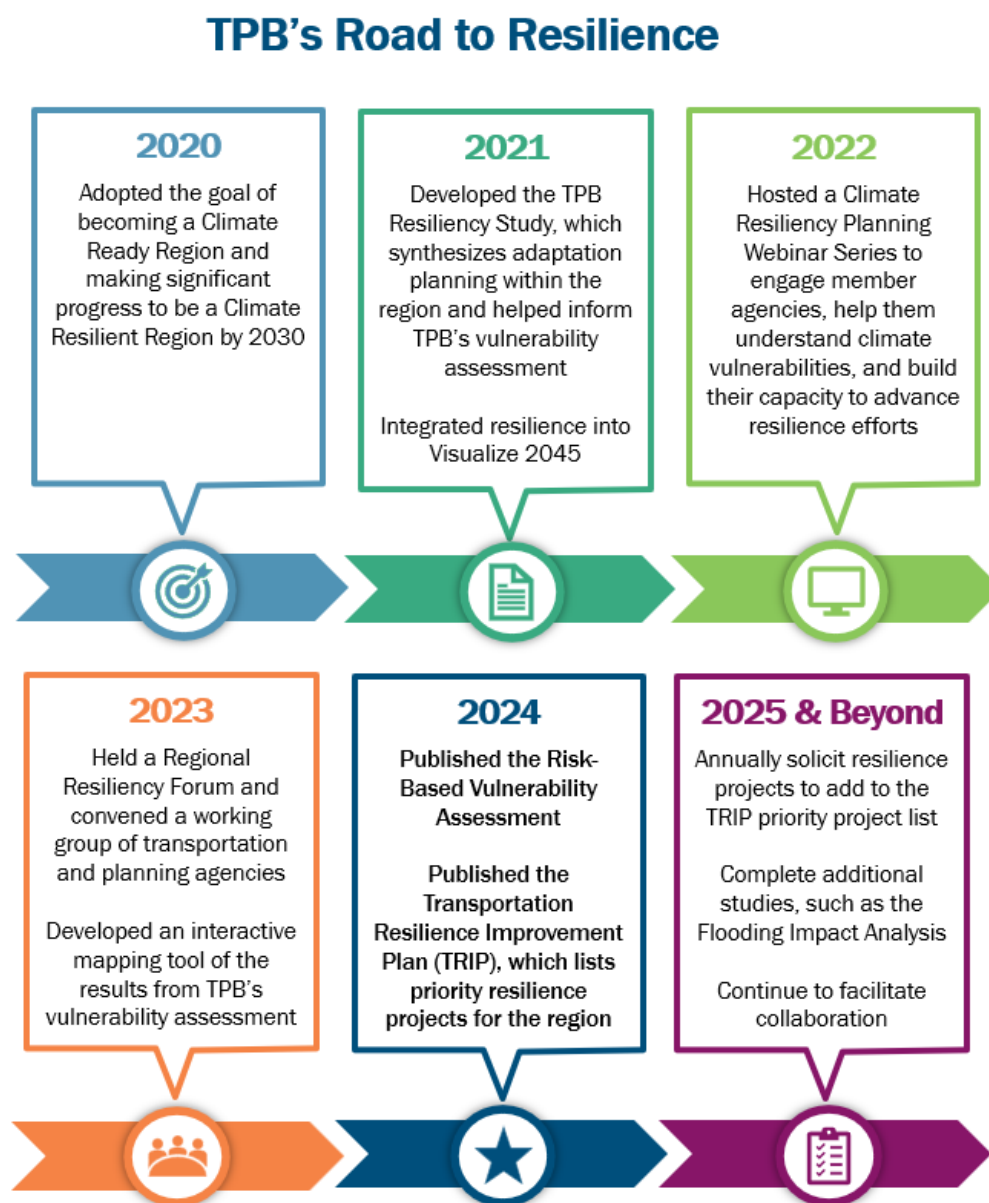 TPB's Road to Resilience
2020
Adopted the goal of
becoming a Climate
Ready Region and
making significant
progress to be a Climate
Resilient Region by 2030
2021
Developed the TPB
Resiliency Study, which
synthesizes adaptation
planning within the
region and helped inform
TPB's vulnerability
assessment
Integrated resilience into
Visualize 2045
2022
Hosted a Climate
Resiliency Planning
Webinar Series to
engage member
agencies, help them
understand climate
vulnerabilities, and build
their capacity to advance
resilience efforts
2023
Held a Regional
Resiliency Forum and
convened a working
group of transportation
and planning agencies
Developed an interactive
mapping tool of the
results from TPB's
vulnerability assessment
2024
Published the Risk-
Based Vulnerability
Assessment
Published the
Transportation
Resilience Improvement
Plan (TRIP), which lists
priority resilience
projects for the region
2025 & Beyond
Annually solicit resilience
projects to add to the
TRIP priority project list
Complete additional
studies, such as the
Flooding Impact Analysis
Continue to facilitate
collaboration